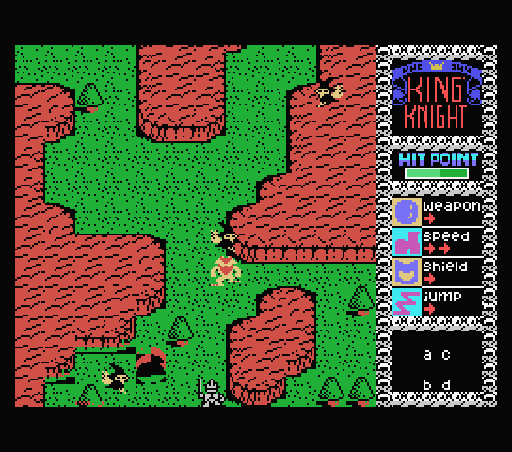 KING
KNIGHT
HIT POINT
weapon
speed
shield
jump
a c
b d